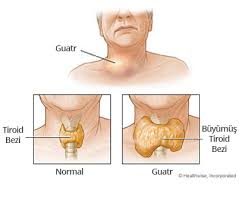 Guatr
Tiroid
Bezi
Büyümüş
Tiroid
Bezi
Normal
Guatr
© Healthwise, Incorporated